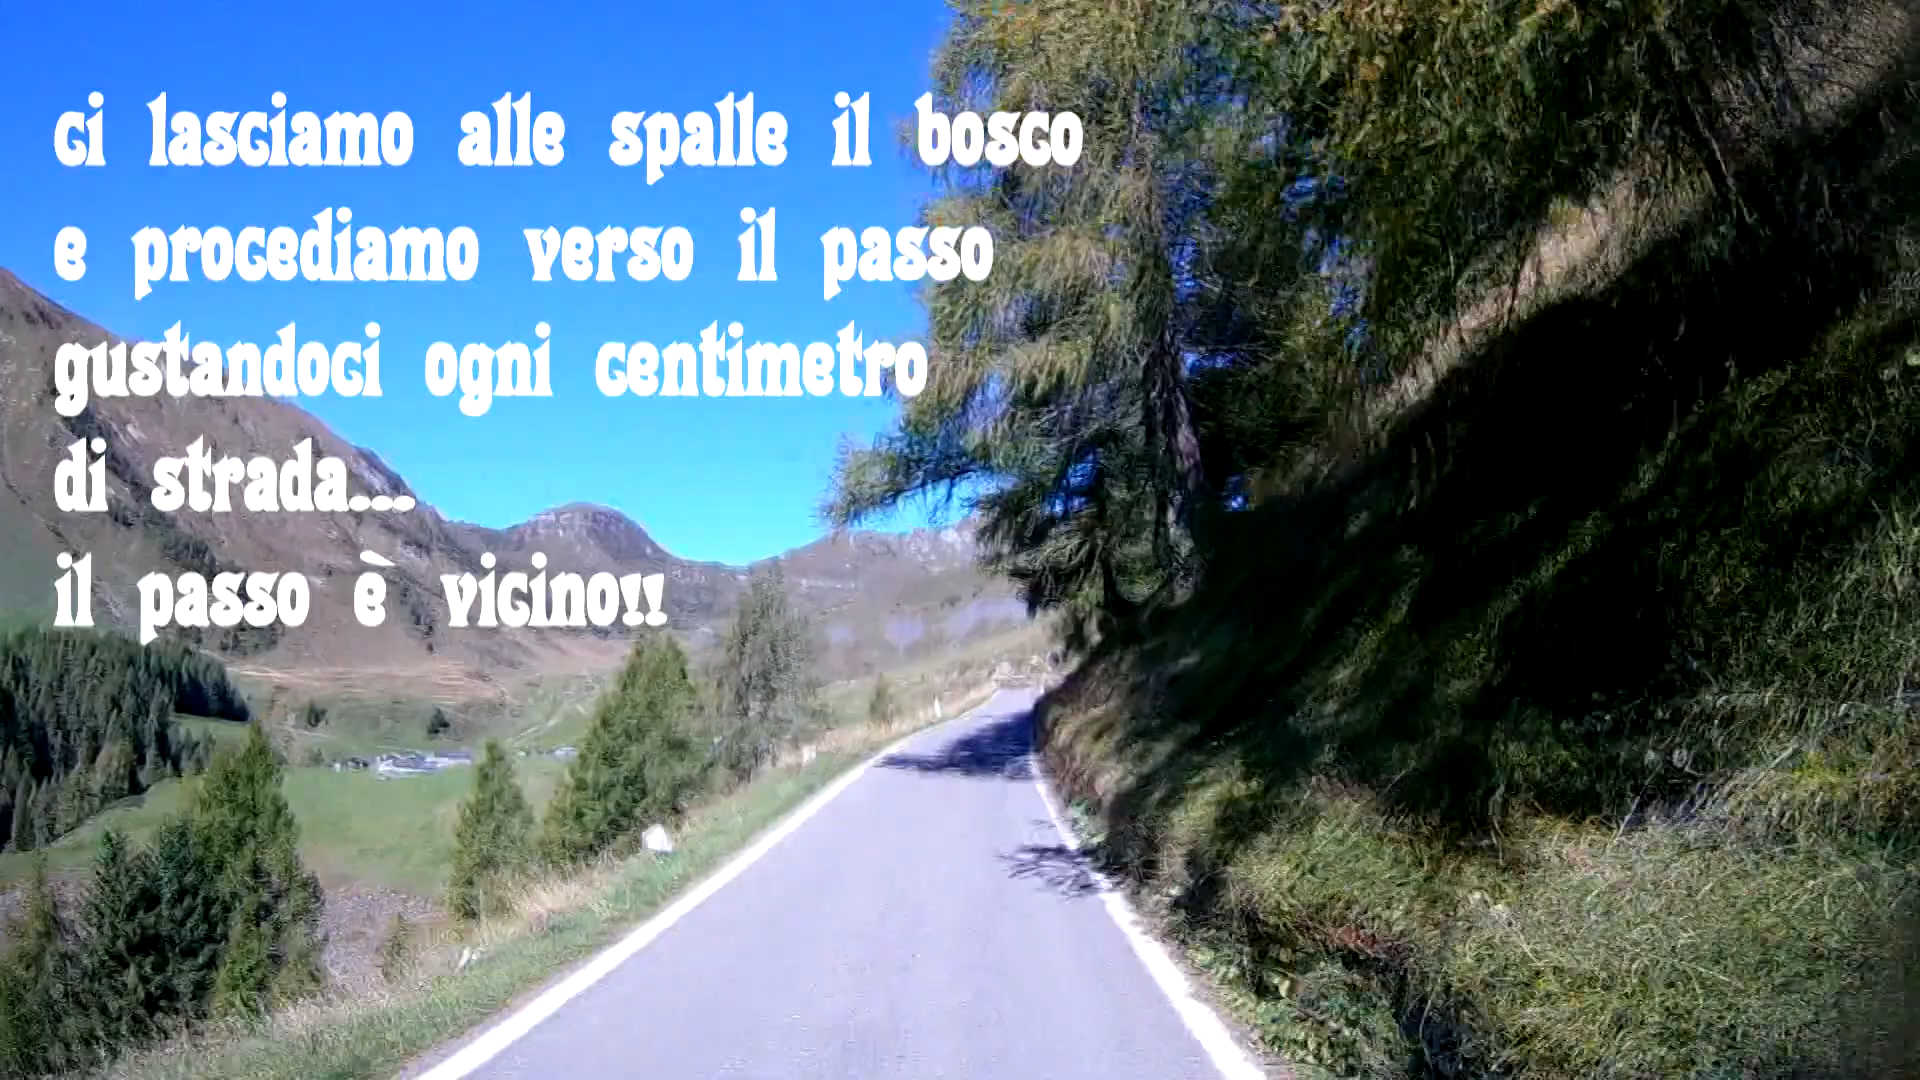 ci lasciamo alle spalle il bosco
e procediamo verso il passo
gustandoci ogni centimetro
di strada...
il passo è vicino!!